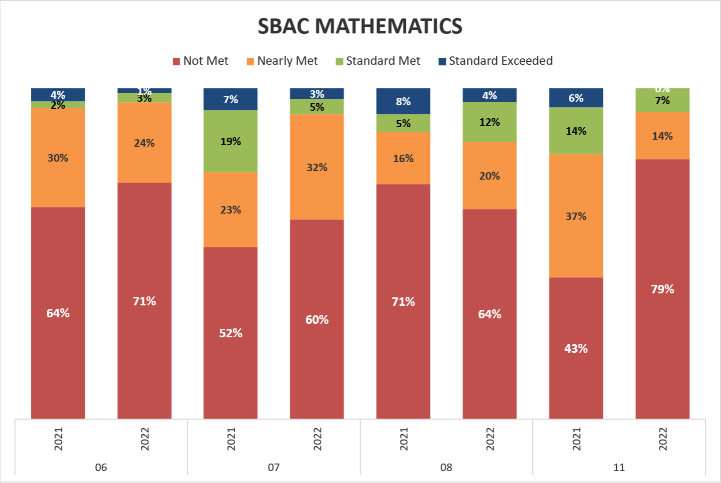 SBAC MATHEMATICS
Not Met Nearly Met Standard Met Standard Exceeded
4% 1% 7% 3% 8% 4% 6% 0%
2% 3% 19% 5% 5% 12% 14% 7%
30% 24% 23% 32% 16% 20% 37% 14%
64% 71% 52% 60% 71% 64% 43% 79%
2021 2022 2021 2022 2021 2022 2021 2022
06 07 08 11